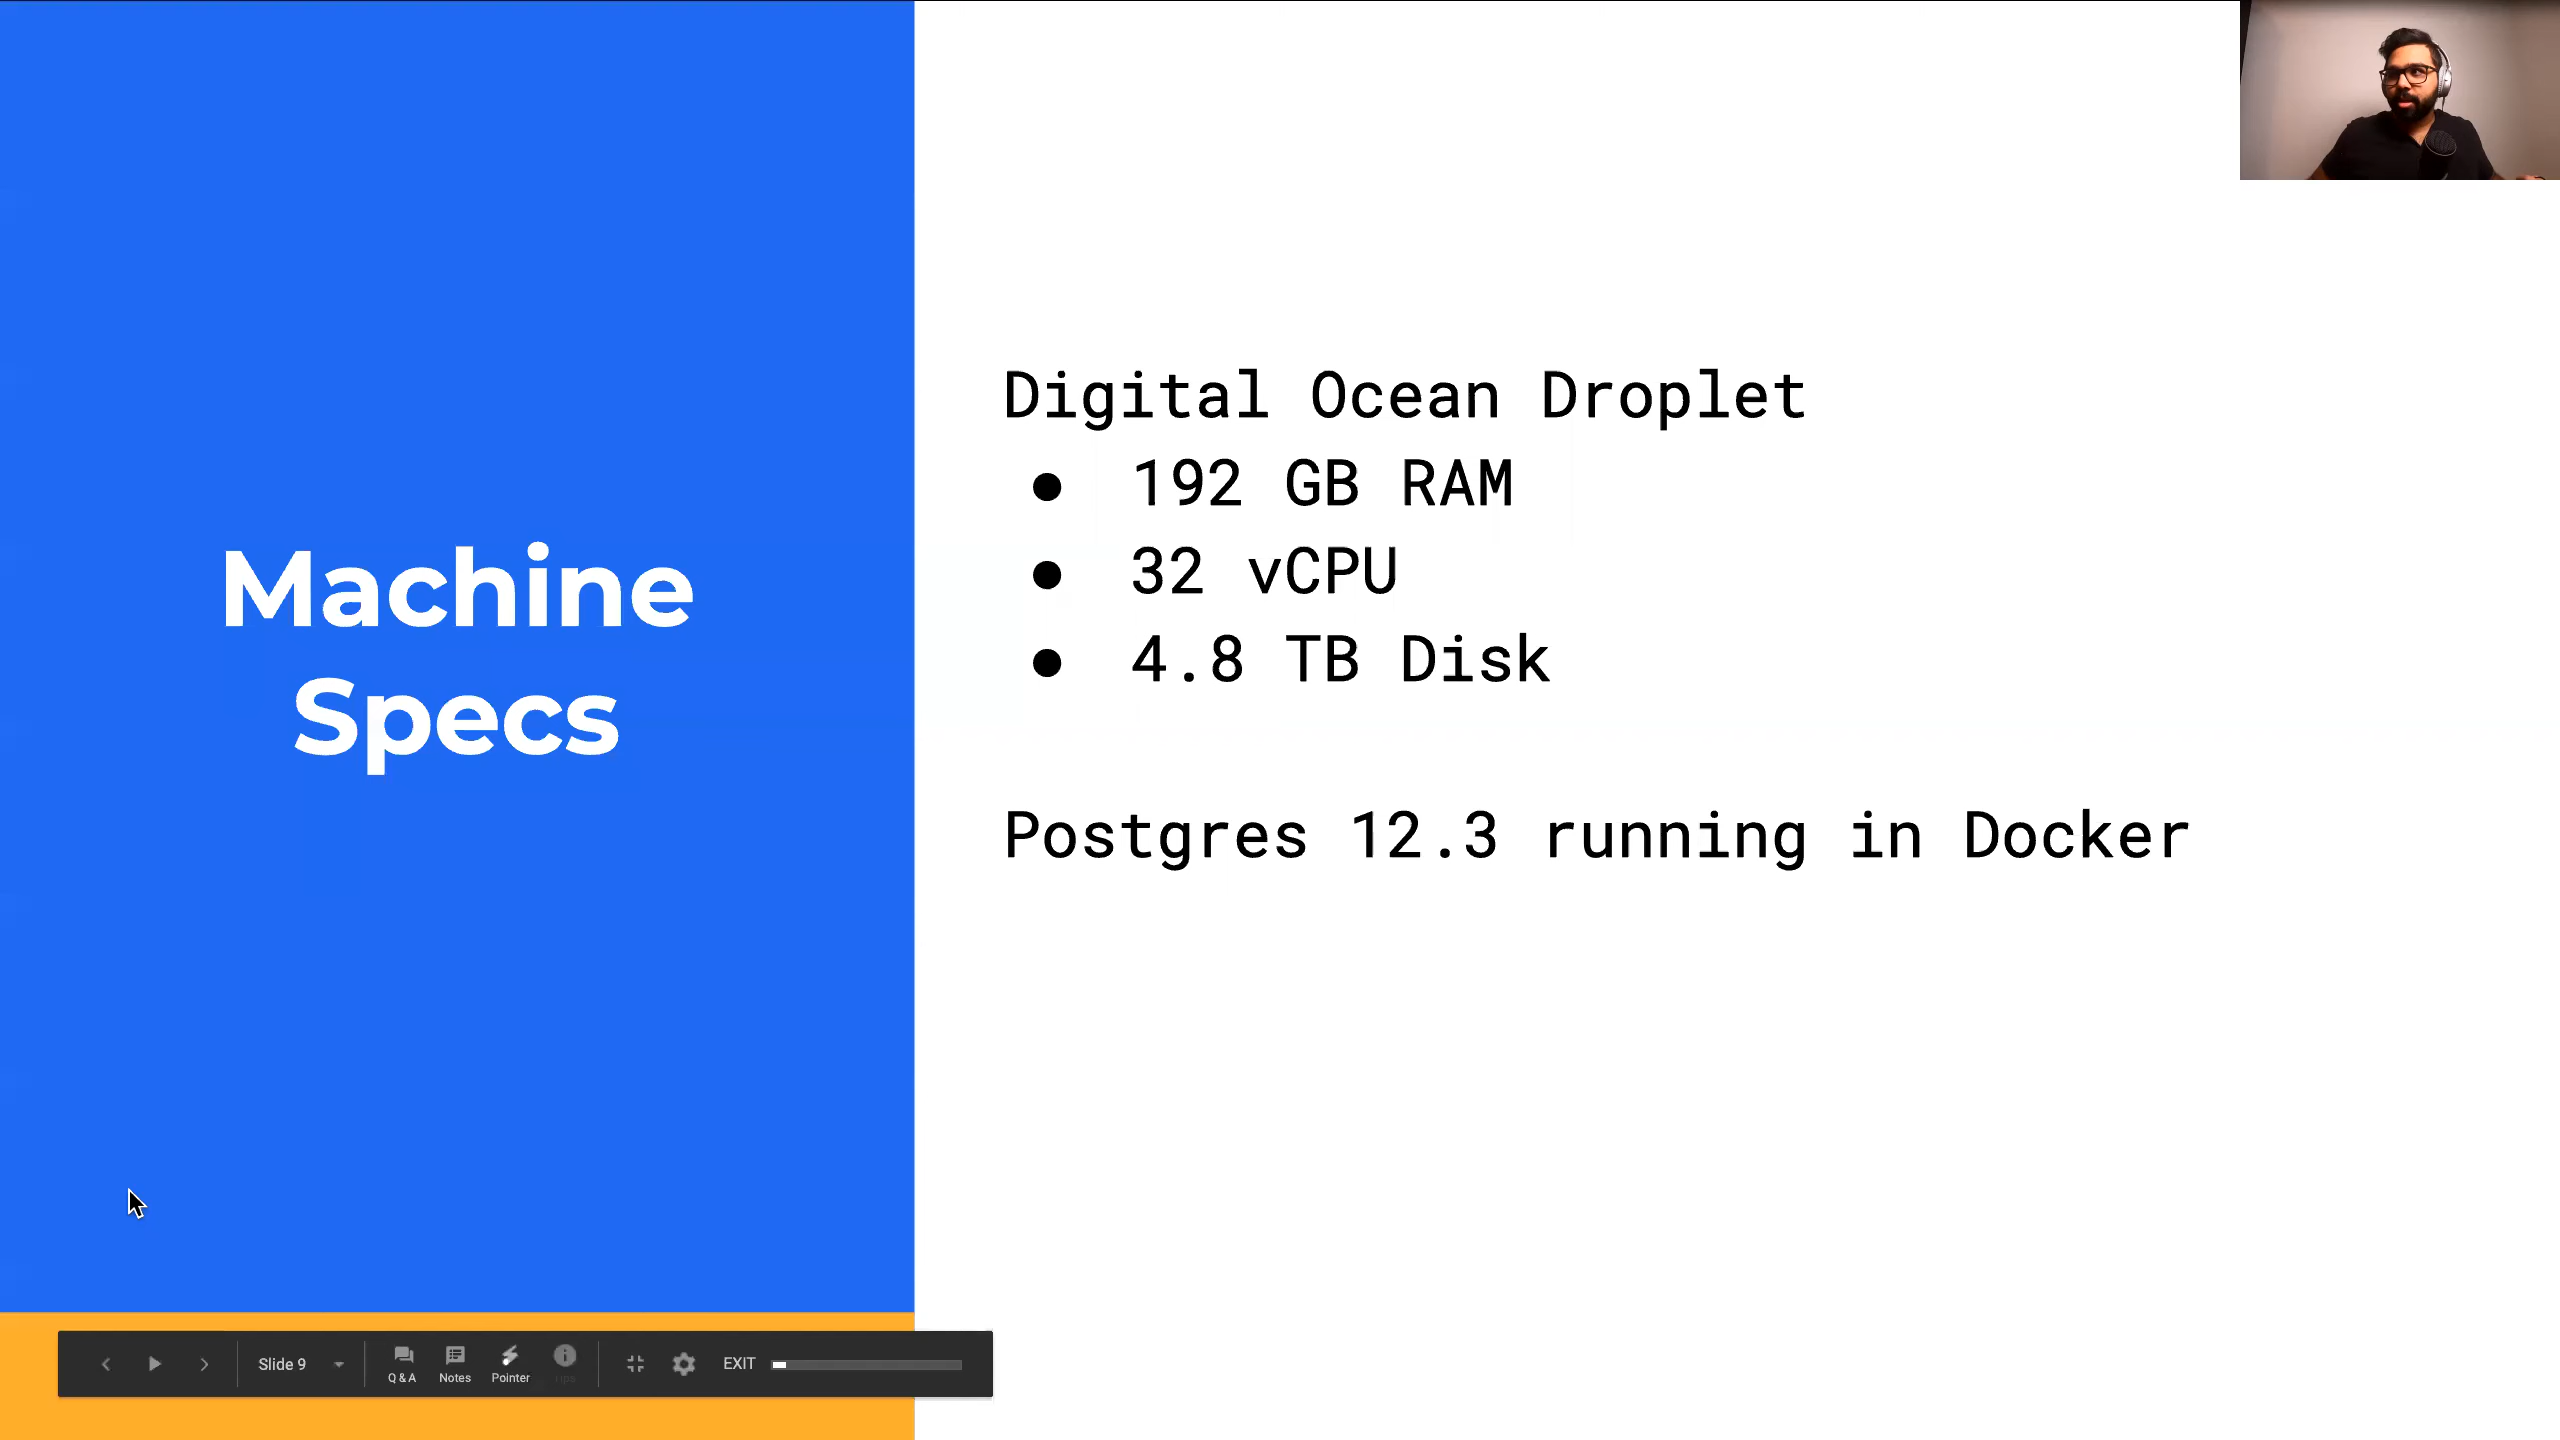 Machine
Specs
Digital Ocean Droplet
● 192 GB RAM
● 32 vCPU
● 4.8 TB Disk
Postgres 12.3 running in Docker
Slide 9
Q & A
Notes
Pointer
EXIT